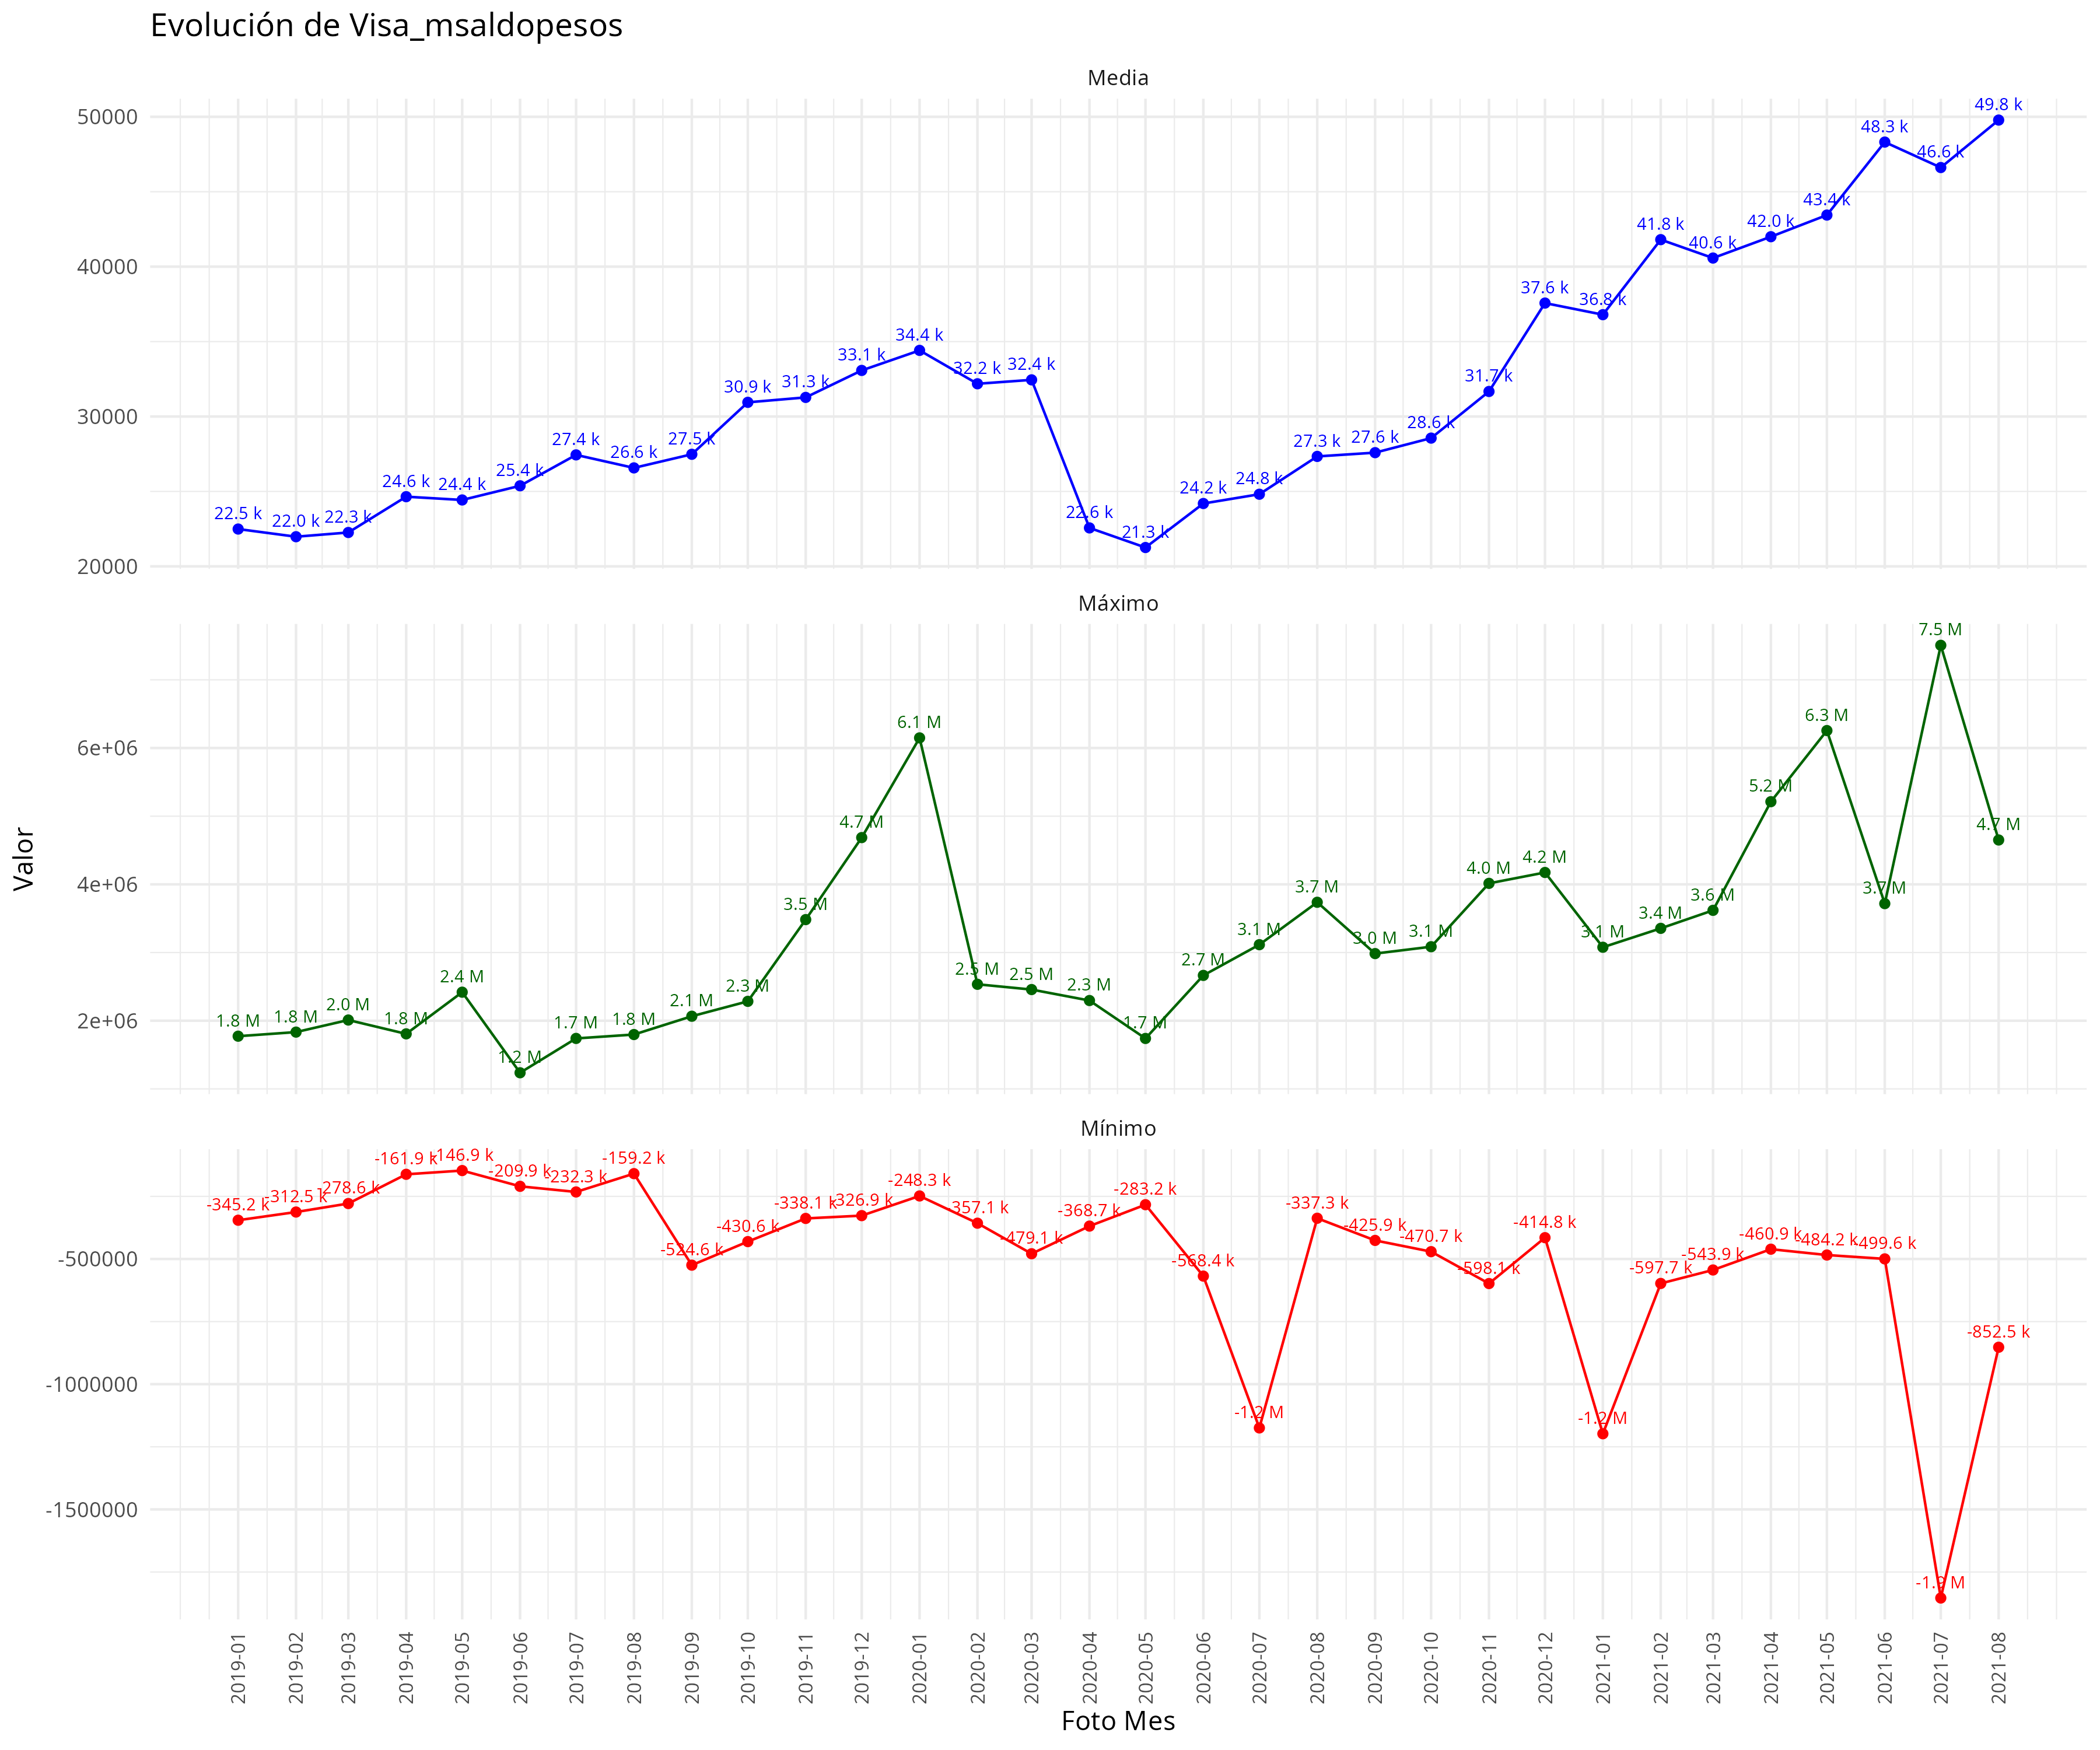 Evolución de Visa_msaldopesos
Media
50000
40000
30000
20000
22.5 k 22.0 k 22.3 k 24.6 k 24.4 k 25.4 k 27.4 k 26.6 k 27.5 k 30.9 k 31.3 k 33.1 k 34.4 k 32.2 k 32.4 k 22.6 k 21.3 k 24.2 k 24.8 k 27.3 k 27.6 k 28.6 k 31.7 k 37.6 k 36.8 k 41.8 k 40.6 k 42.0 k 43.4 k 48.3 k 46.6 k 49.8 k
Máximo
6e+06
4e+06
2e+06
1.8 M 1.8 M 2.0 M 1.8 M 2.4 M 1.2 M 1.7 M 1.8 M 2.1 M 2.3 M 3.5 M 4.7 M 6.1 M 2.5 M 2.5 M 2.3 M 1.7 M 2.7 M 3.1 M 3.7 M 3.0 M 3.1 M 4.0 M 4.2 M 3.1 M 3.4 M 3.6 M 5.2 M 6.3 M 3.7 M 7.5 M 4.7 M
Valor
Mínimo
-500000
-1000000
-1500000
-345.2 k -312.5 k -278.6 k -161.9 k -146.9 k -209.9 k -232.3 k -159.2 k -524.6 k -430.6 k -338.1 k -326.9 k -248.3 k -357.1 k -479.1 k -368.7 k -283.2 k -568.4 k -1.2 M -337.3 k -425.9 k -470.7 k -598.1 k -414.8 k -1.2 M -597.7 k -543.9 k -460.9 k -484.2 k -499.6 k -1.9 M -852.5 k
2019-01 2019-02 2019-03 2019-04 2019-05 2019-06 2019-07 2019-08 2019-09 2019-10 2019-11 2019-12 2020-01 2020-02 2020-03 2020-04 2020-05 2020-06 2020-07 2020-08 2020-09 2020-10 2020-11 2020-12 2021-01 2021-02 2021-03 2021-04 2021-05 2021-06 2021-07 2021-08
Foto Mes